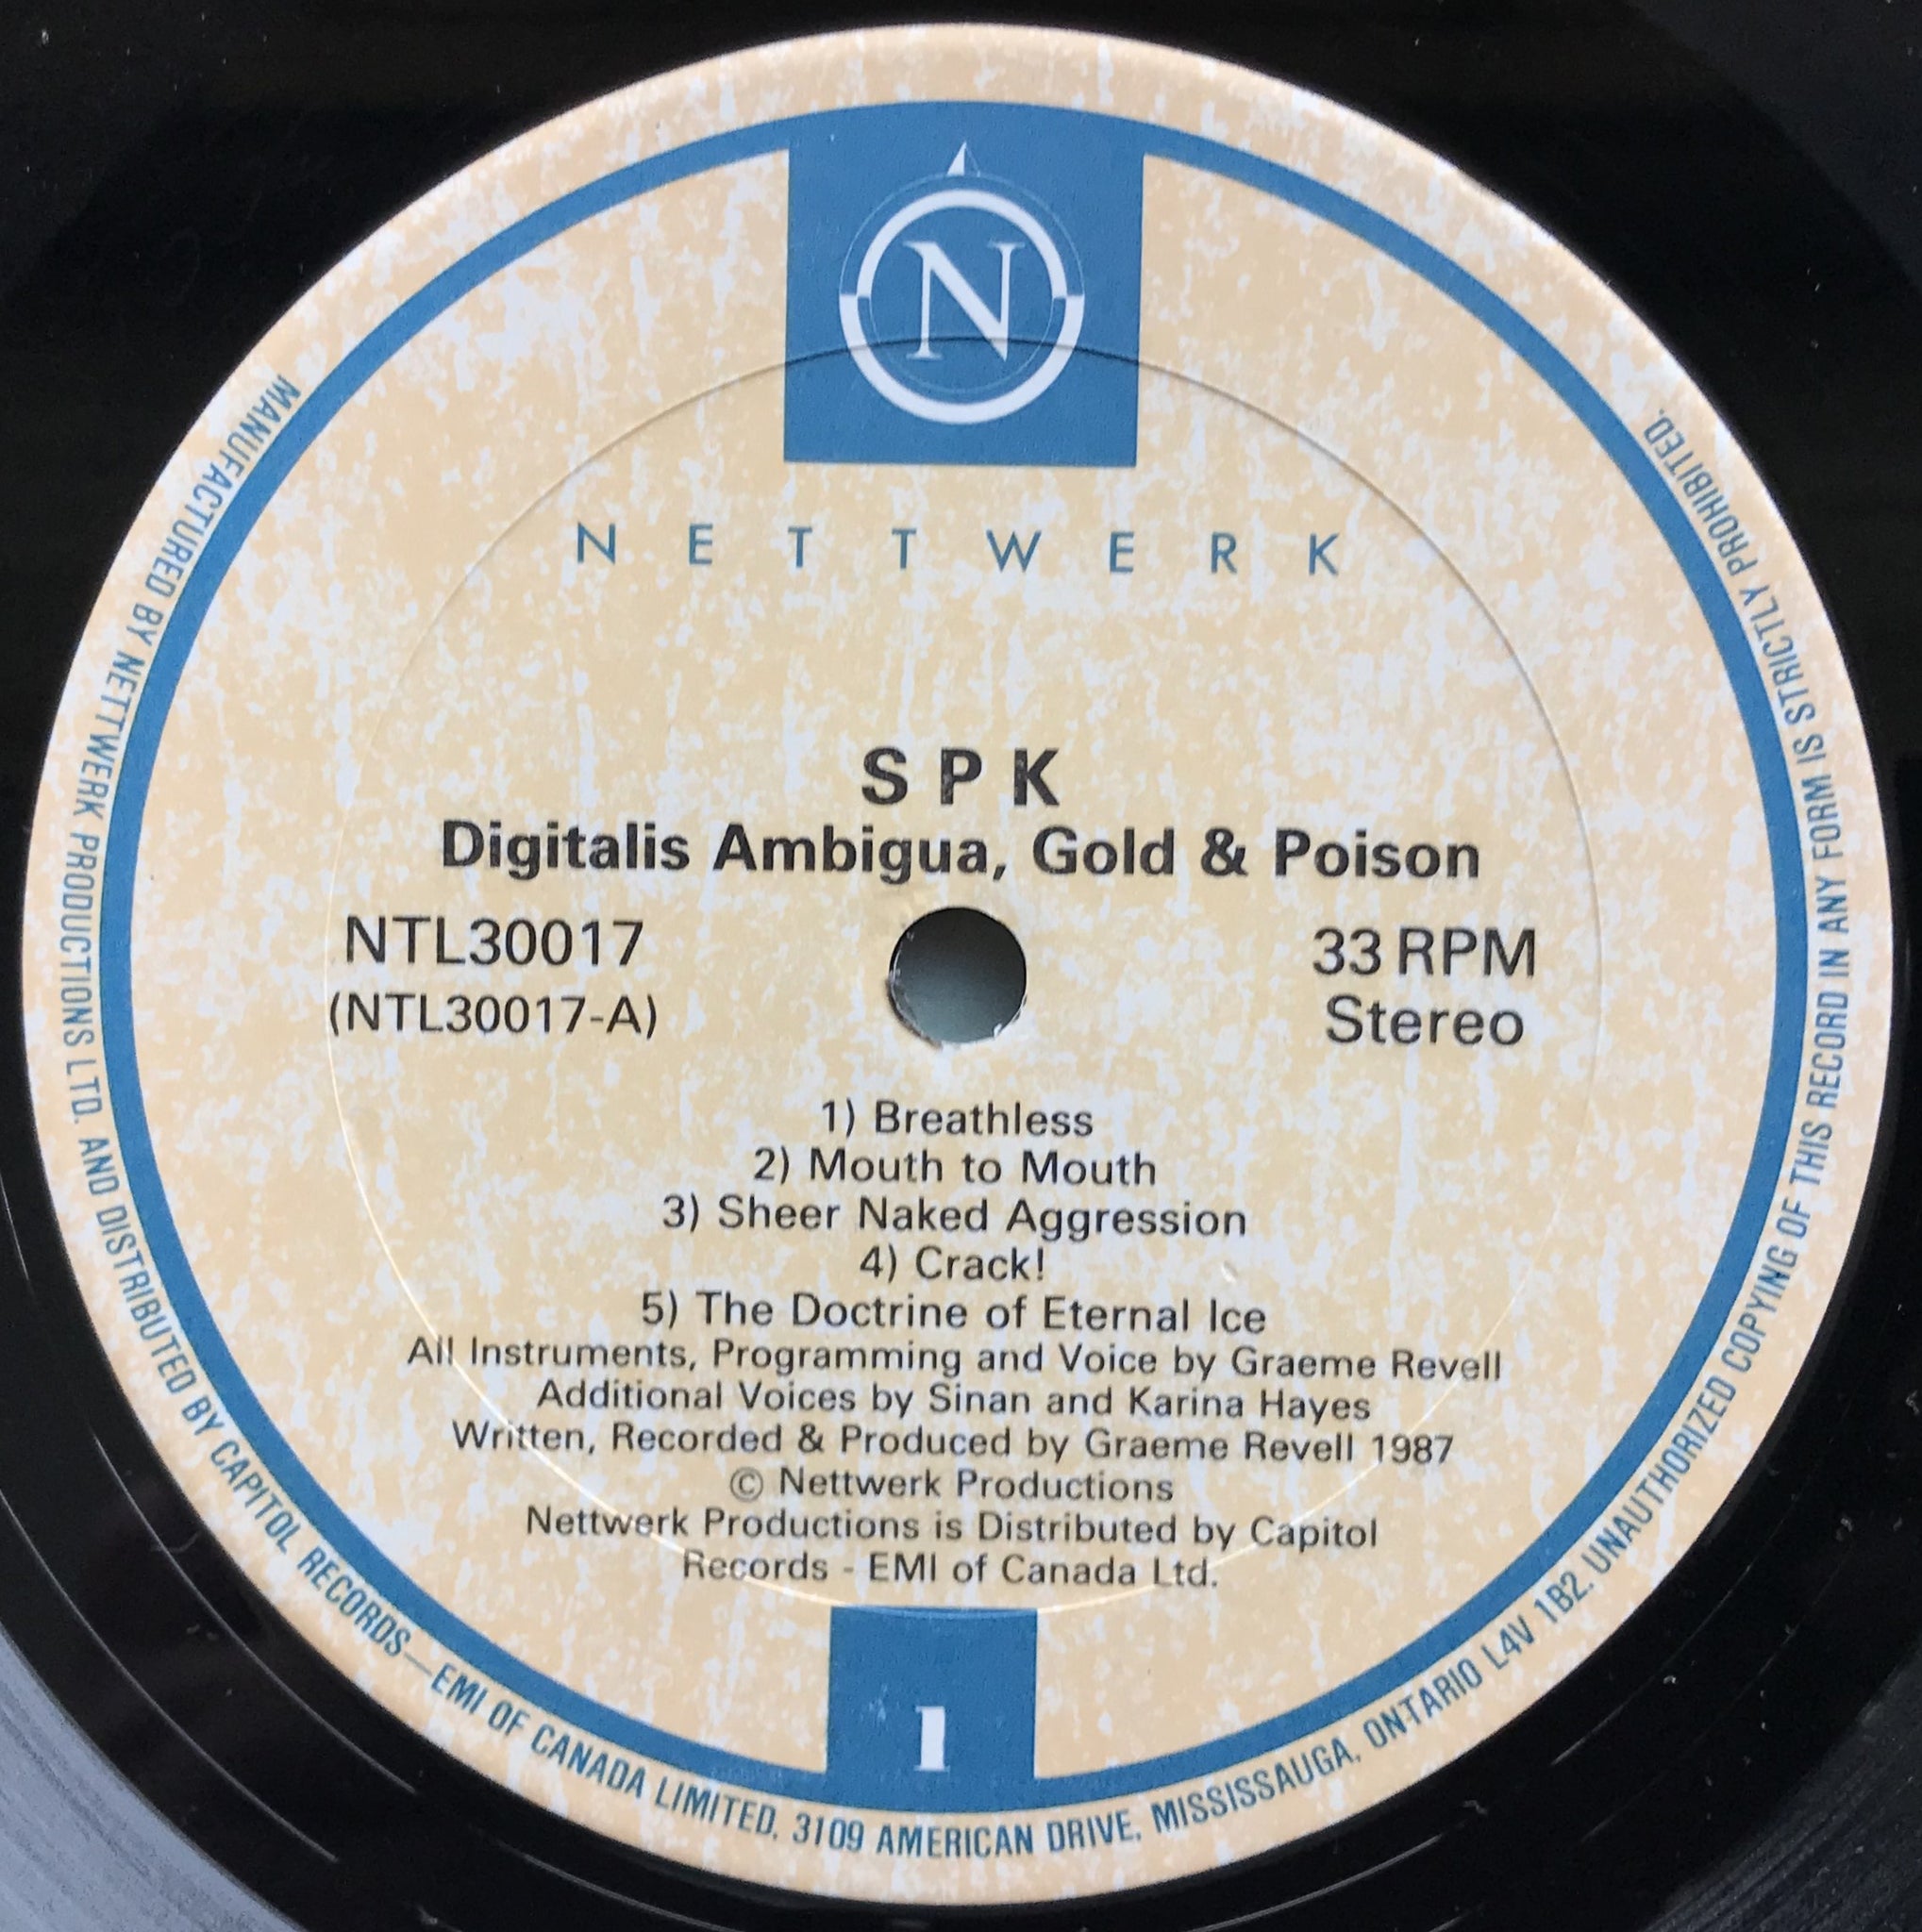 N
NETTWERK
SPK
Digitalis Ambigua, Gold & Poison
NTL30017
(NTL30017-A)
33 RPM
Stereo
1) Breathless
2) Mouth to Mouth
3) Sheer Naked Aggression
4) Crack!
5) The Doctrine of Eternal Ice
All Instruments, Programming and Voice by Graeme Revell
Additional Voices by Sinan and Karina Hayes
Written, Recorded & Produced by Graeme Revell 1987
© Nettwerk Productions
Nettwerk Productions is Distributed by Capitol
Records - EMI of Canada Ltd.
1
MANUFACTURED BY NETTWERK PRODUCTIONS LTD. AND DISTRIBUTED BY CAPITOL RECORDS—EMI OF CANADA LIMITED, 3109 AMERICAN DRIVE, MISSISSAUGA, ONTARIO L4V 1B2. UNAUTHORIZED COPYING OF THIS RECORD IN ANY FORM IS STRICTLY PROHIBITED.